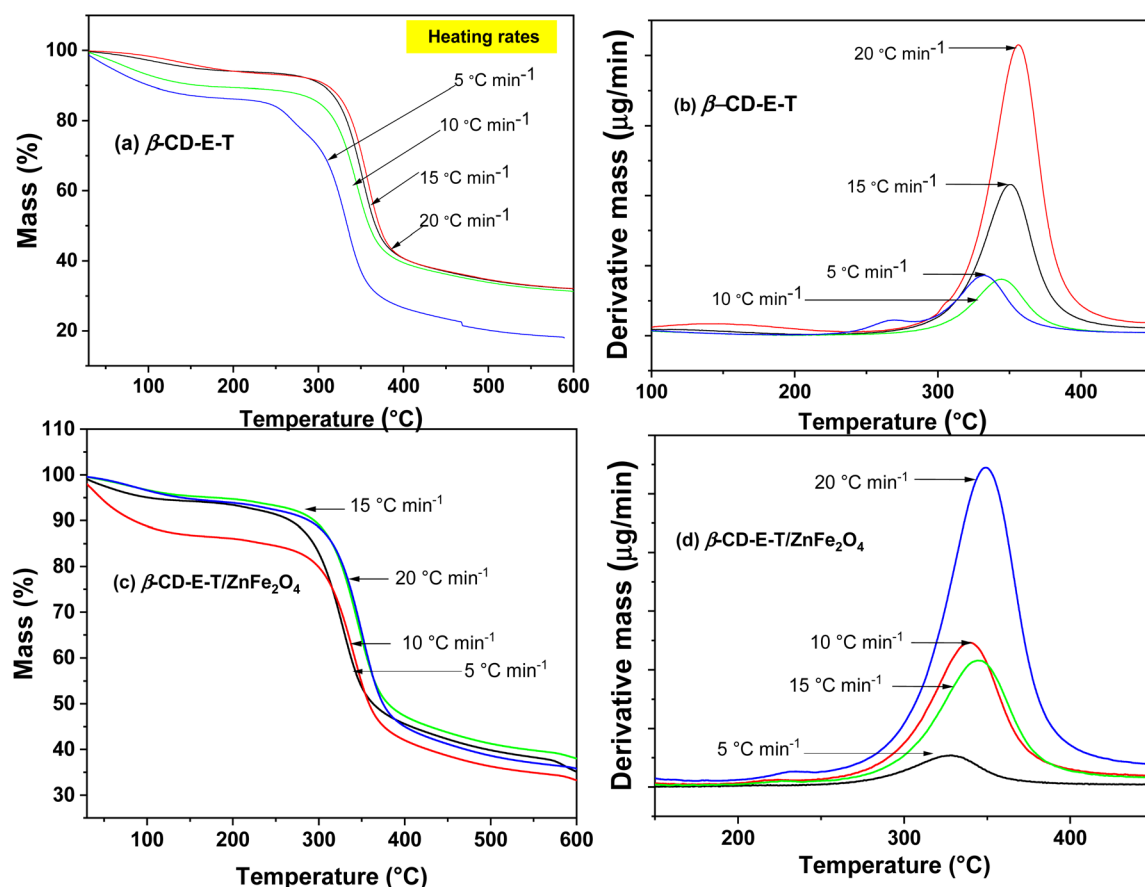 Heating rates
(a) β-CD-E-T
5 °C min⁻¹
10 °C min⁻¹
15 °C min⁻¹
20 °C min⁻¹
Mass (%)
100
80
60
40
20
100 200 300 400 500 600
Temperature (°C)
(b) β–CD-E-T
20 °C min⁻¹
15 °C min⁻¹
5 °C min⁻¹
10 °C min⁻¹
Derivative mass (μg/min)
100 200 300 400
Temperature (°C)
(c) β-CD-E-T/ZnFe₂O₄
15 °C min⁻¹
20 °C min⁻¹
10 °C min⁻¹
5 °C min⁻¹
Mass (%)
110
100
90
80
70
60
50
40
30
100 200 300 400 500 600
Temperature (°C)
(d) β-CD-E-T/ZnFe₂O₄
20 °C min⁻¹
10 °C min⁻¹
15 °C min⁻¹
5 °C min⁻¹
Derivative mass (μg/min)
200 300 400
Temperature (°C)